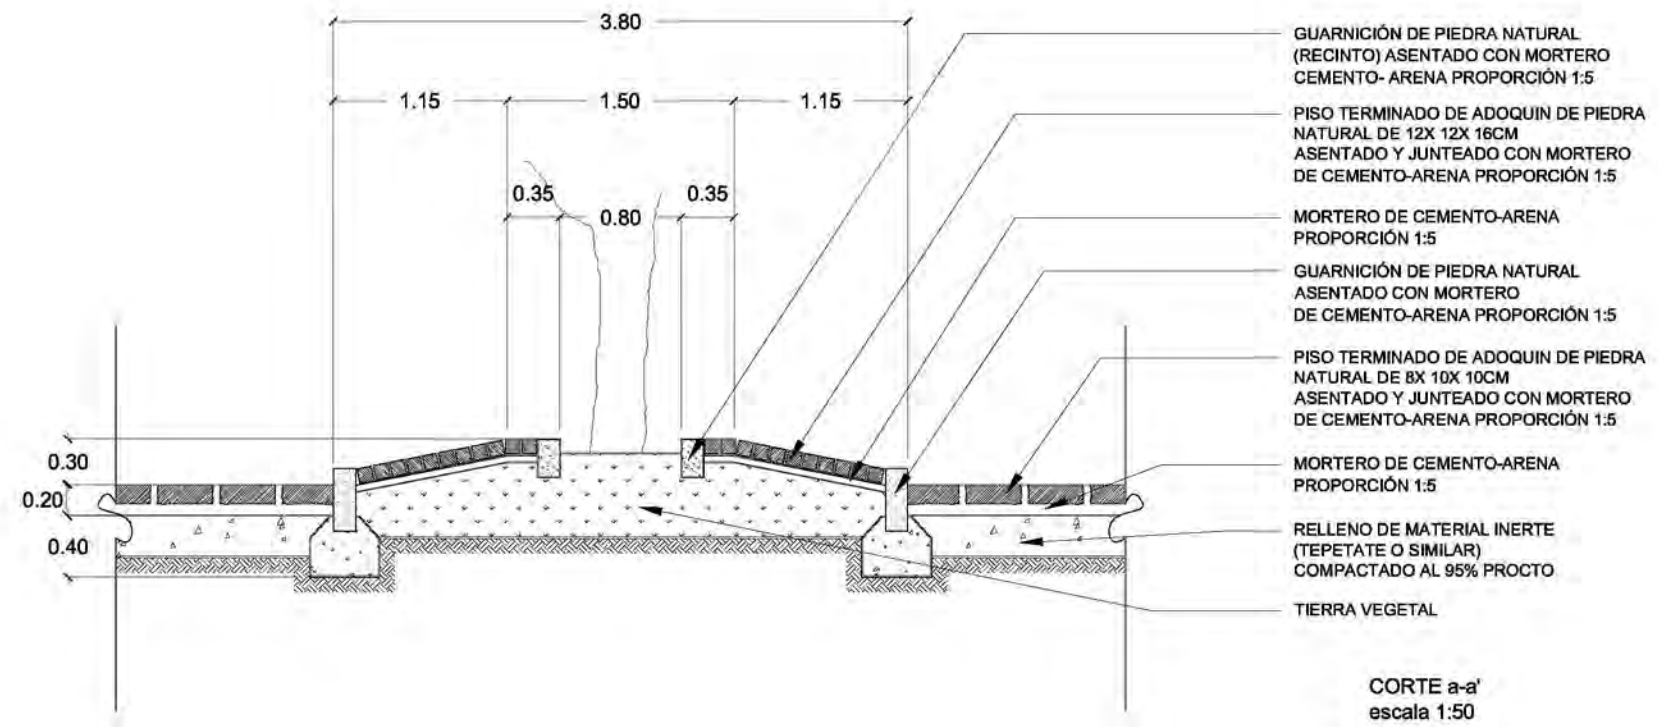 3.80
1.15
1.50
1.15
0.35
0.80
0.35
0.30
0.20
0.40
GUARNICIÓN DE PIEDRA NATURAL
(RECINTO) ASENTADO CON MORTERO
CEMENTO- ARENA PROPORCIÓN 1:5
PISO TERMINADO DE ADOQUIN DE PIEDRA
NATURAL DE 12X 12X 16CM
ASENTADO Y JUNTEADO CON MORTERO
DE CEMENTO-ARENA PROPORCIÓN 1:5
MORTERO DE CEMENTO-ARENA
PROPORCIÓN 1:5
GUARNICIÓN DE PIEDRA NATURAL
ASENTADO CON MORTERO
DE CEMENTO-ARENA PROPORCIÓN 1:5
PISO TERMINADO DE ADOQUIN DE PIEDRA
NATURAL DE 8X 10X 10CM
ASENTADO Y JUNTEADO CON MORTERO
DE CEMENTO-ARENA PROPORCIÓN 1:5
MORTERO DE CEMENTO-ARENA
PROPORCIÓN 1:5
RELLENO DE MATERIAL INERTE
(TEPETATE O SIMILAR)
COMPACTADO AL 95% PROCTO
TIERRA VEGETAL
CORTE a-a'
escala 1:50